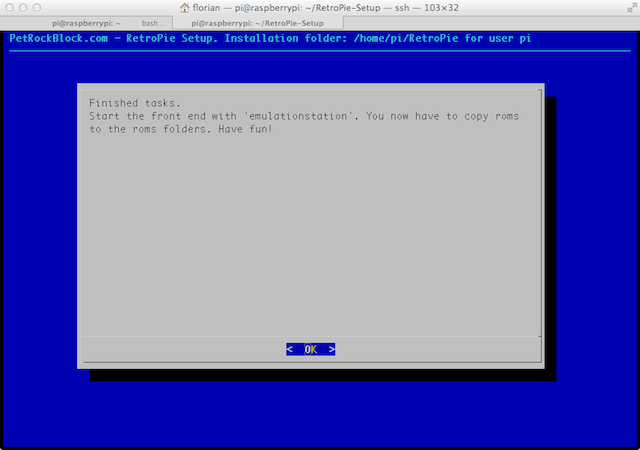 florian — pi@raspberrypi: ~/RetroPie-Setup — ssh — 103×32
pi@raspberrypi: ~ bash ...
pi@raspberrypi: ~/RetroPie-Setup
PetRockBlock.com - RetroPie Setup. Installation folder: /home/pi/RetroPie for user pi
Finished tasks.
Start the front end with 'emulationstation'. You now have to copy roms
to the roms folders. Have fun!
< OK >